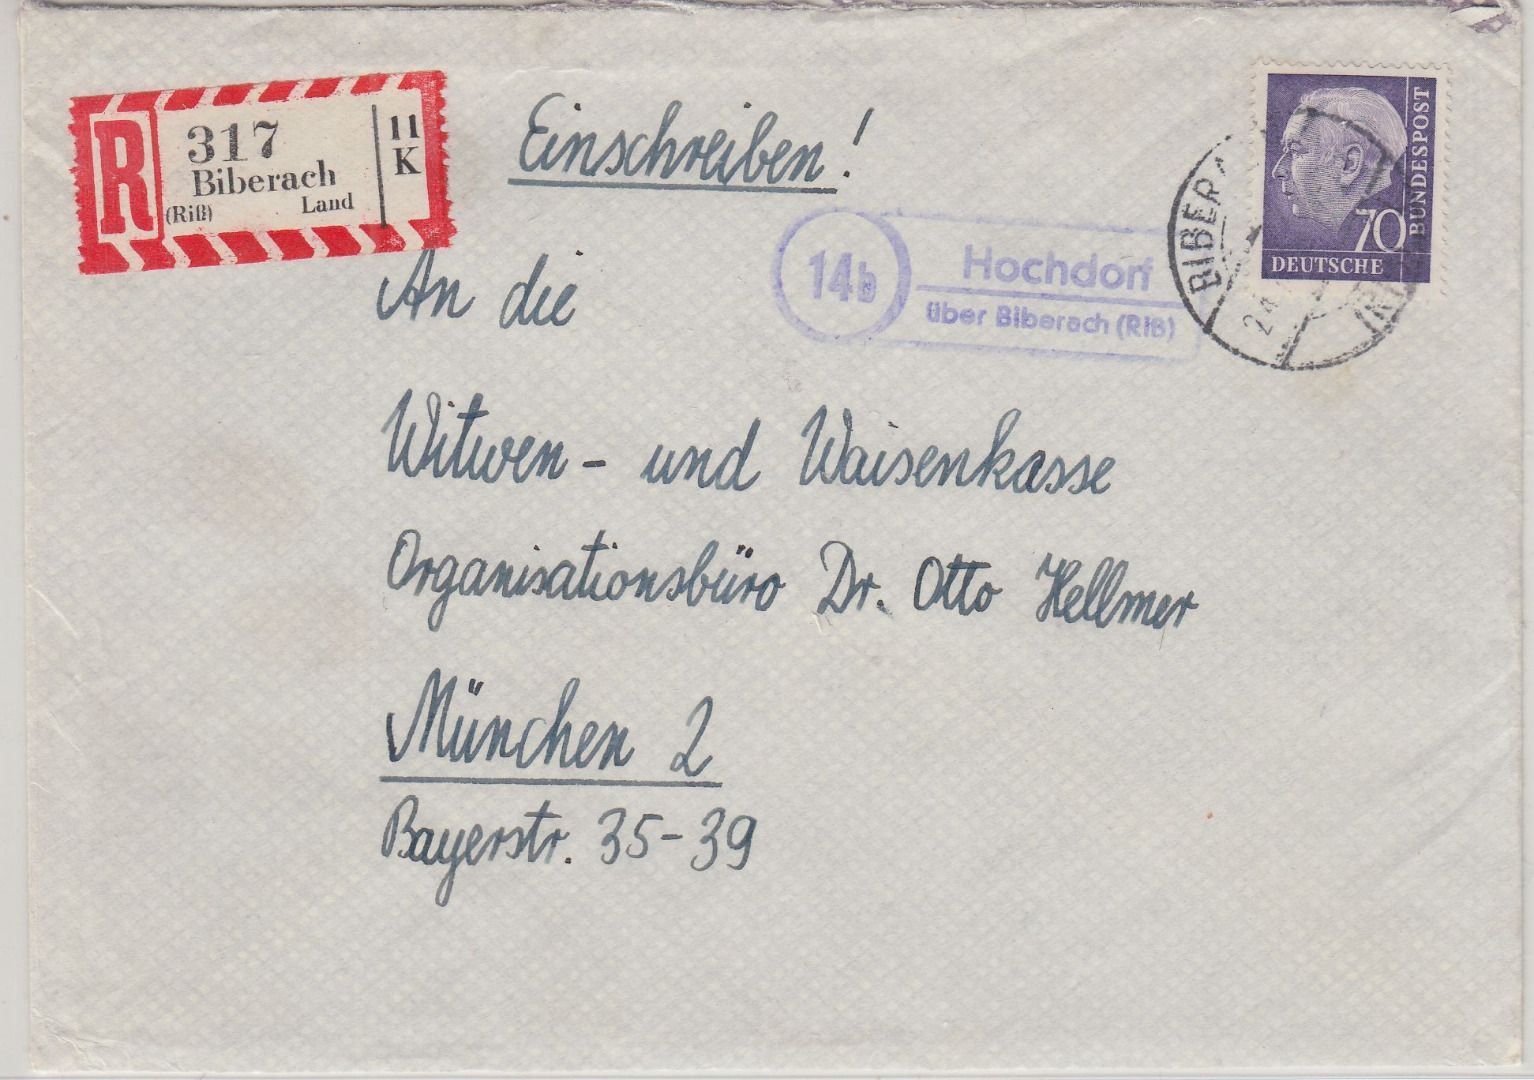 R
317
Biberach
(Riß) Land
11
K
Einschreiben!
14b
Hochdorf
über Biberach (Riß)
70
DEUTSCHE
BUNDESPOST
An die
Witwen- und Waisenkasse
Organisationsbüro Dr. Otto Hellmer
München 2
Bayerstr. 35-39